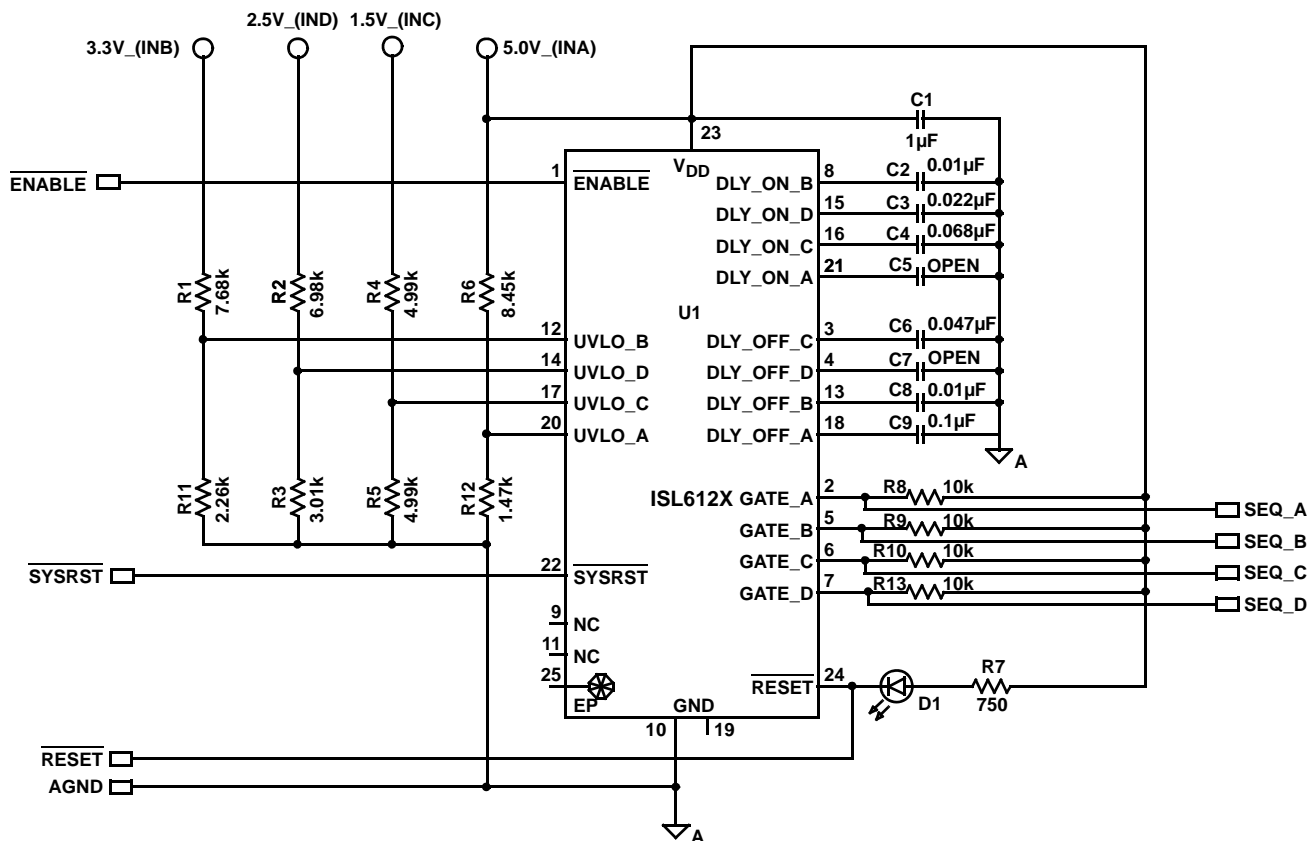 2.5V_(IND) 1.5V_(INC)
3.3V_(INB) 5.0V_(INA)
C1
1µF
23
VDD
ENABLE
1 ENABLE
DLY_ON_B 8 C2 0.01µF
DLY_ON_D 15 C3 0.022µF
DLY_ON_C 16 C4 0.068µF
DLY_ON_A 21 C5 OPEN
R1 7.68k
R2 6.98k
R4 4.99k
R6 8.45k
U1
12 UVLO_B
14 UVLO_D
17 UVLO_C
20 UVLO_A
DLY_OFF_C 3 C6 0.047µF
DLY_OFF_D 4 C7 OPEN
DLY_OFF_B 13 C8 0.01µF
DLY_OFF_A 18 C9 0.1µF
A
R11 2.26k
R3 3.01k
R5 4.99k
R12 1.47k
ISL612X
GATE_A 2 R8 10k SEQ_A
GATE_B 5 R9 10k SEQ_B
GATE_C 6 R10 10k SEQ_C
GATE_D 7 R13 10k SEQ_D
SYSRST
22 SYSRST
9 NC
11 NC
25
EP
RESET 24 D1
R7
750
GND
10 19
RESET
AGND
A